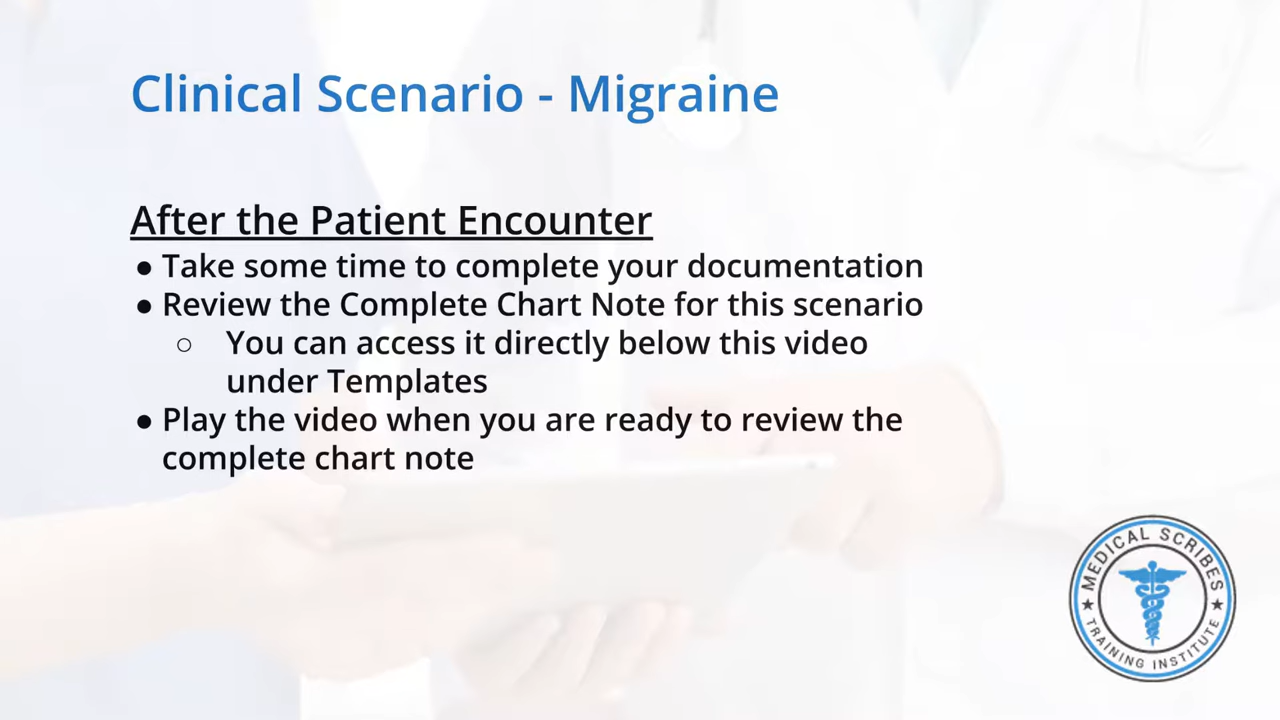 Clinical Scenario - Migraine
After the Patient Encounter
● Take some time to complete your documentation
● Review the Complete Chart Note for this scenario
○ You can access it directly below this video
under Templates
● Play the video when you are ready to review the
complete chart note
MEDICAL SCRIBES
TRAINING INSTITUTE